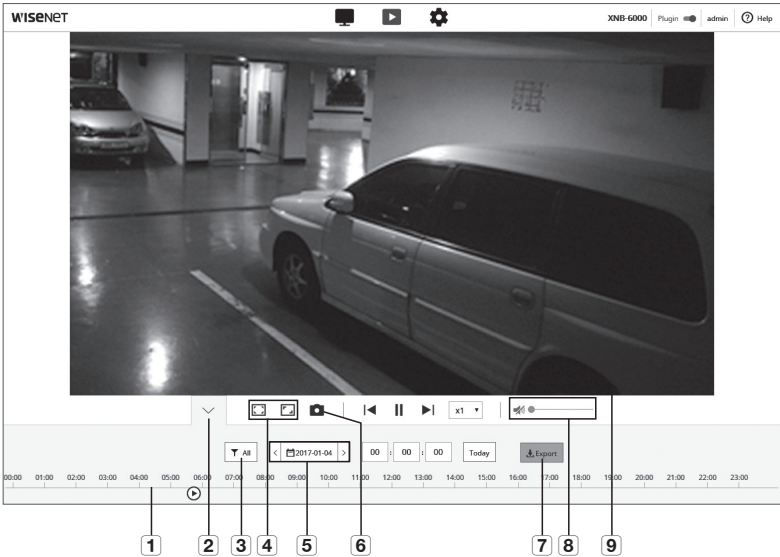 WISENET
XNB-6000 Plugin admin ? Help
x1
All
2017-01-04
00 : 00 : 00
Today
Export
00:00 01:00 02:00 03:00 04:00 05:00 06:00 07:00 08:00 09:00 10:00 11:00 12:00 13:00 14:00 15:00 16:00 17:00 18:00 19:00 20:00 21:00 22:00 23:00
1 2 3 4 5 6 7 8 9